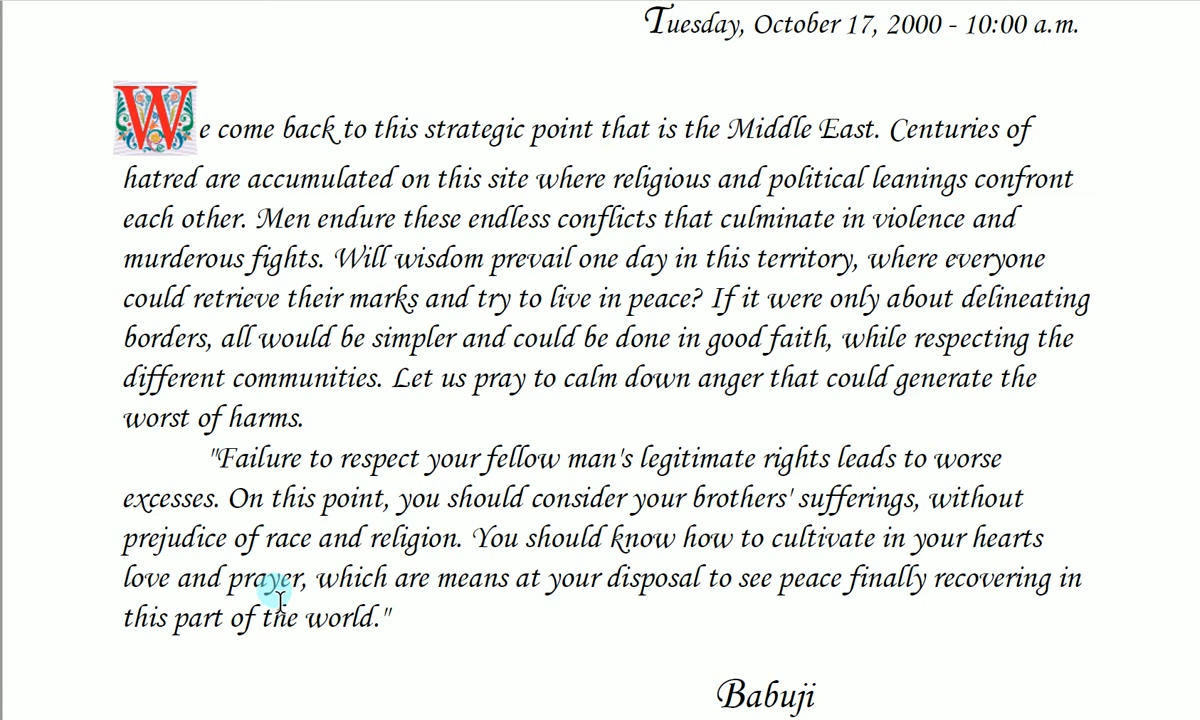 Tuesday, October 17, 2000 - 10:00 a.m.
We come back to this strategic point that is the Middle East. Centuries of
hatred are accumulated on this site where religious and political leanings confront
each other. Men endure these endless conflicts that culminate in violence and
murderous fights. Will wisdom prevail one day in this territory, where everyone
could retrieve their marks and try to live in peace? If it were only about delineating
borders, all would be simpler and could be done in good faith, while respecting the
different communities. Let us pray to calm down anger that could generate the
worst of harms.
"Failure to respect your fellow man's legitimate rights leads to worse
excesses. On this point, you should consider your brothers' sufferings, without
prejudice of race and religion. You should know how to cultivate in your hearts
love and prayer, which are means at your disposal to see peace finally recovering in
this part of the world."
Babuji